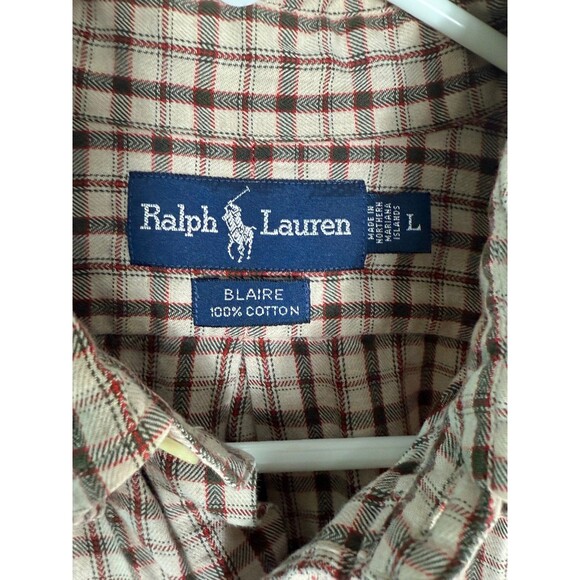 Ralph Lauren
MADE IN
NORTHERN
MARIANA
ISLANDS
L
BLAIRE
100% COTTON